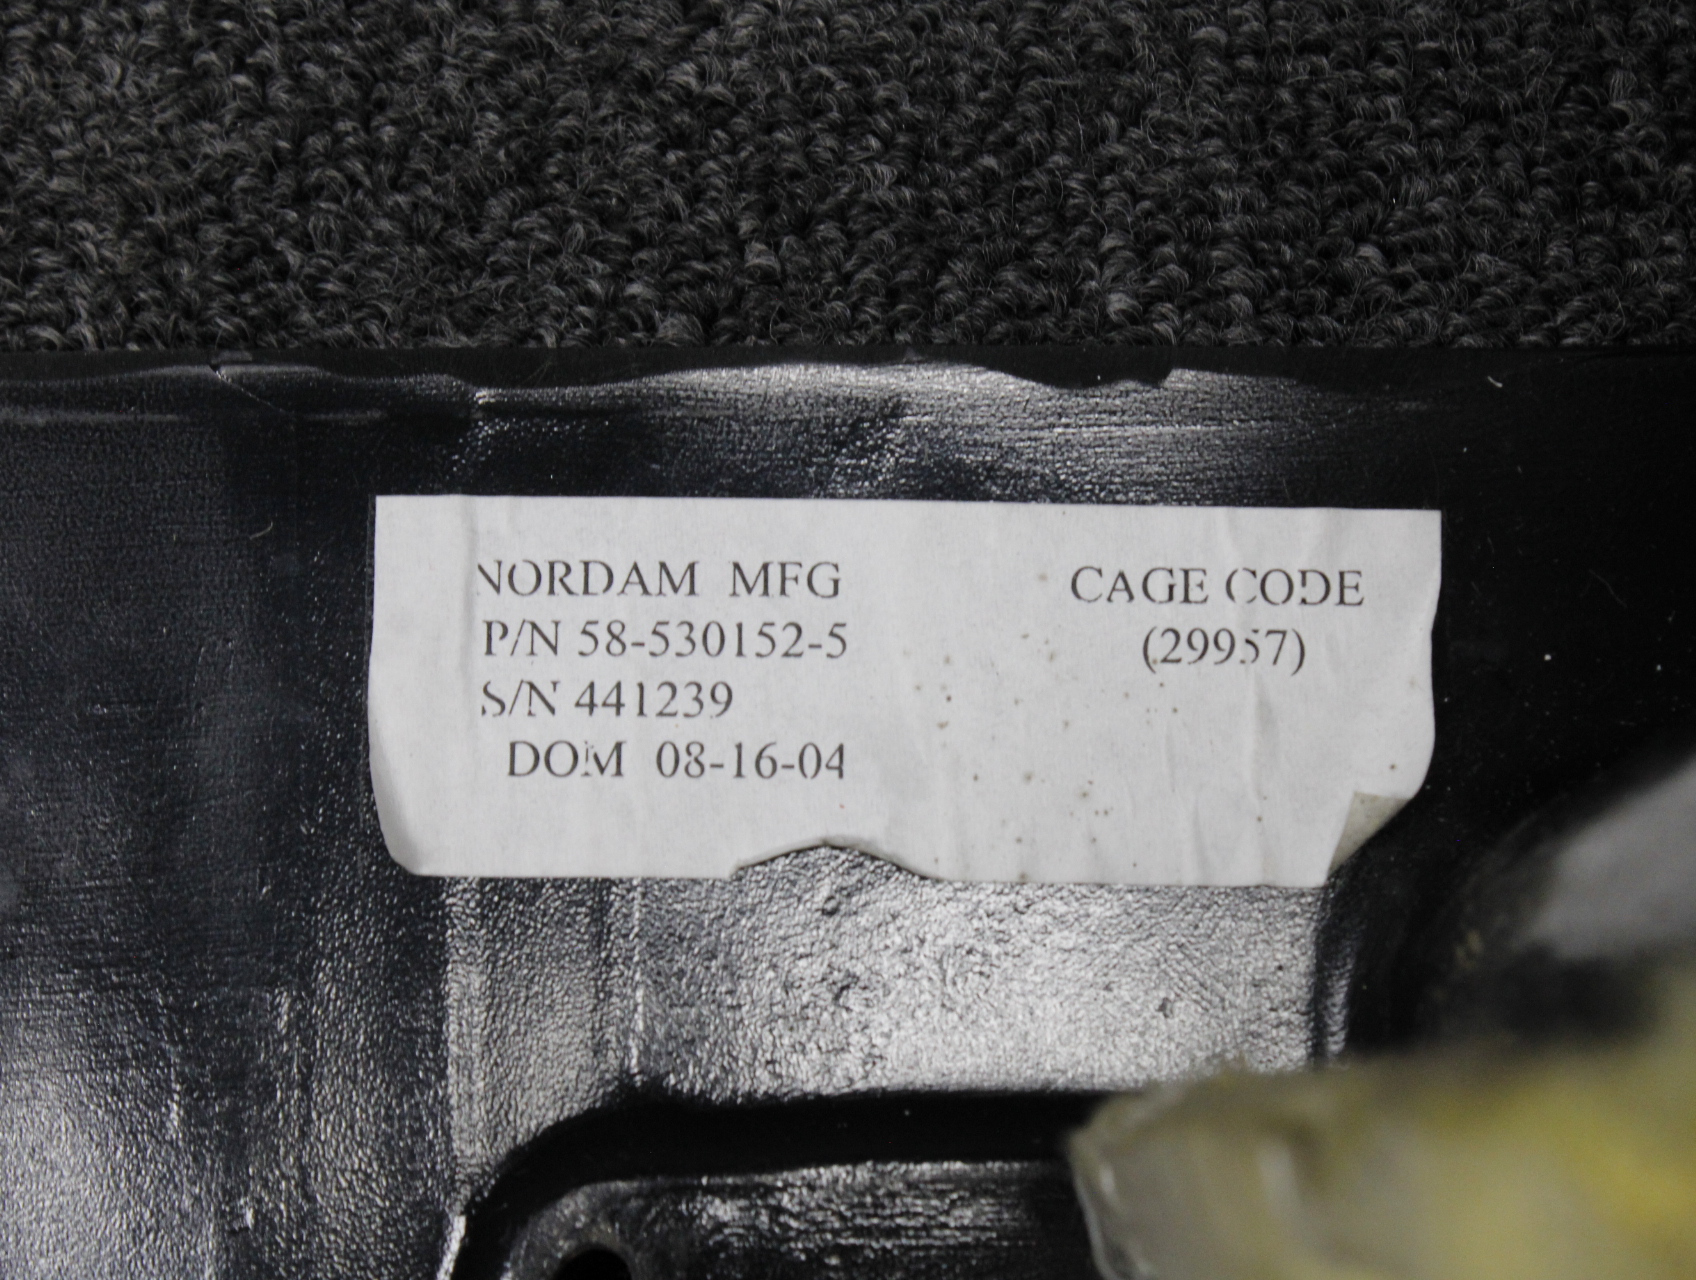 NORDAM MFG CAGE CODE
P/N 58-530152-5 (29957)
S/N 441239
DOM 08-16-04